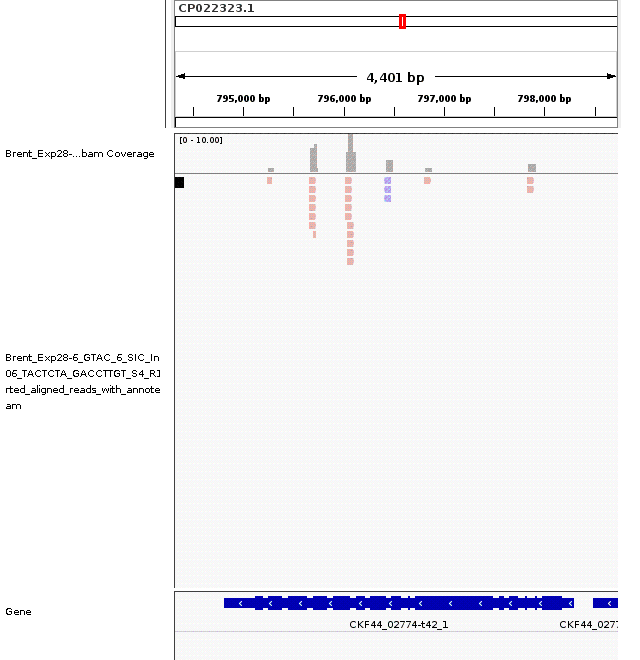 CP022323.1
4,401 bp
795,000 bp 796,000 bp 797,000 bp 798,000 bp
Brent_Exp28-...bam Coverage
[0 - 10.00]
Brent_Exp28-6_GTAC_6_SIC_In
06_TACTCTA_GACCTTGT_S4_R1
rted_aligned_reads_with_annote
am
Gene
CKF44_02774-t42_1 CKF44_0277